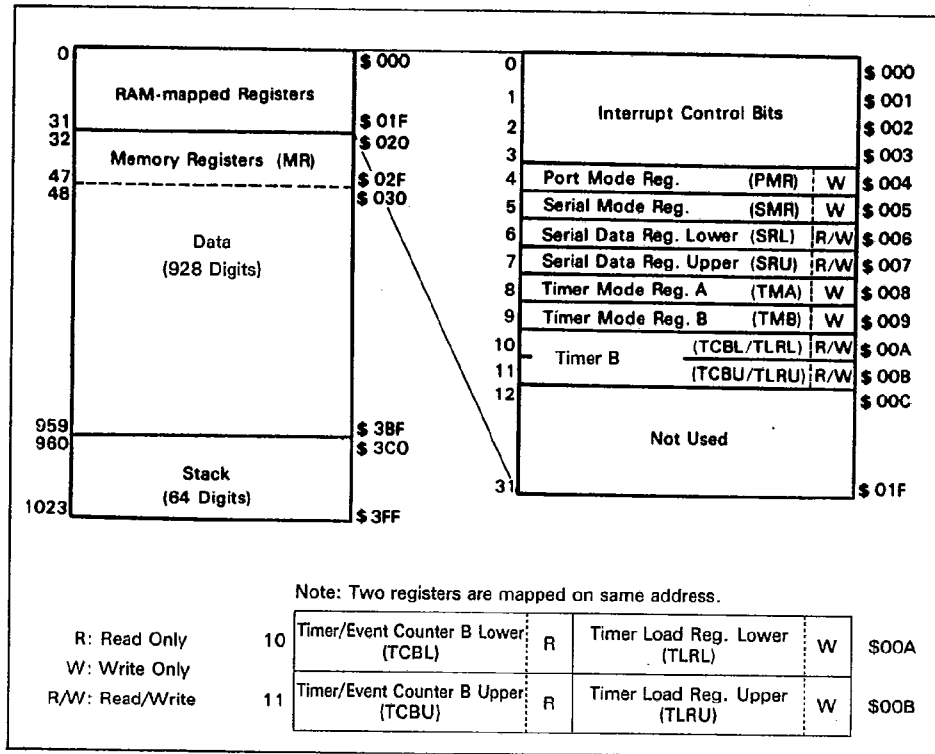 0 $ 000
RAM-mapped Registers
31 $ 01F
32 $ 020
Memory Registers (MR)
47 $ 02F
48 $ 030
Data
(928 Digits)
959 $ 3BF
960 $ 3C0
Stack
(64 Digits)
1023 $ 3FF
0 $ 000
1 Interrupt Control Bits $ 001
2 $ 002
3 $ 003
4 Port Mode Reg. (PMR) W $ 004
5 Serial Mode Reg. (SMR) W $ 005
6 Serial Data Reg. Lower (SRL) R/W $ 006
7 Serial Data Reg. Upper (SRU) R/W $ 007
8 Timer Mode Reg. A (TMA) W $ 008
9 Timer Mode Reg. B (TMB) W $ 009
10 (TCBL/TLRL) R/W $ 00A
Timer B
11 (TCBU/TLRU) R/W $ 00B
12 $ 00C
Not Used
31 $ 01F
Note: Two registers are mapped on same address.
R: Read Only
W: Write Only
R/W: Read/Write
10 Timer/Event Counter B Lower R Timer Load Reg. Lower W $00A
(TCBL) (TLRL)
11 Timer/Event Counter B Upper R Timer Load Reg. Upper W $00B
(TCBU) (TLRU)